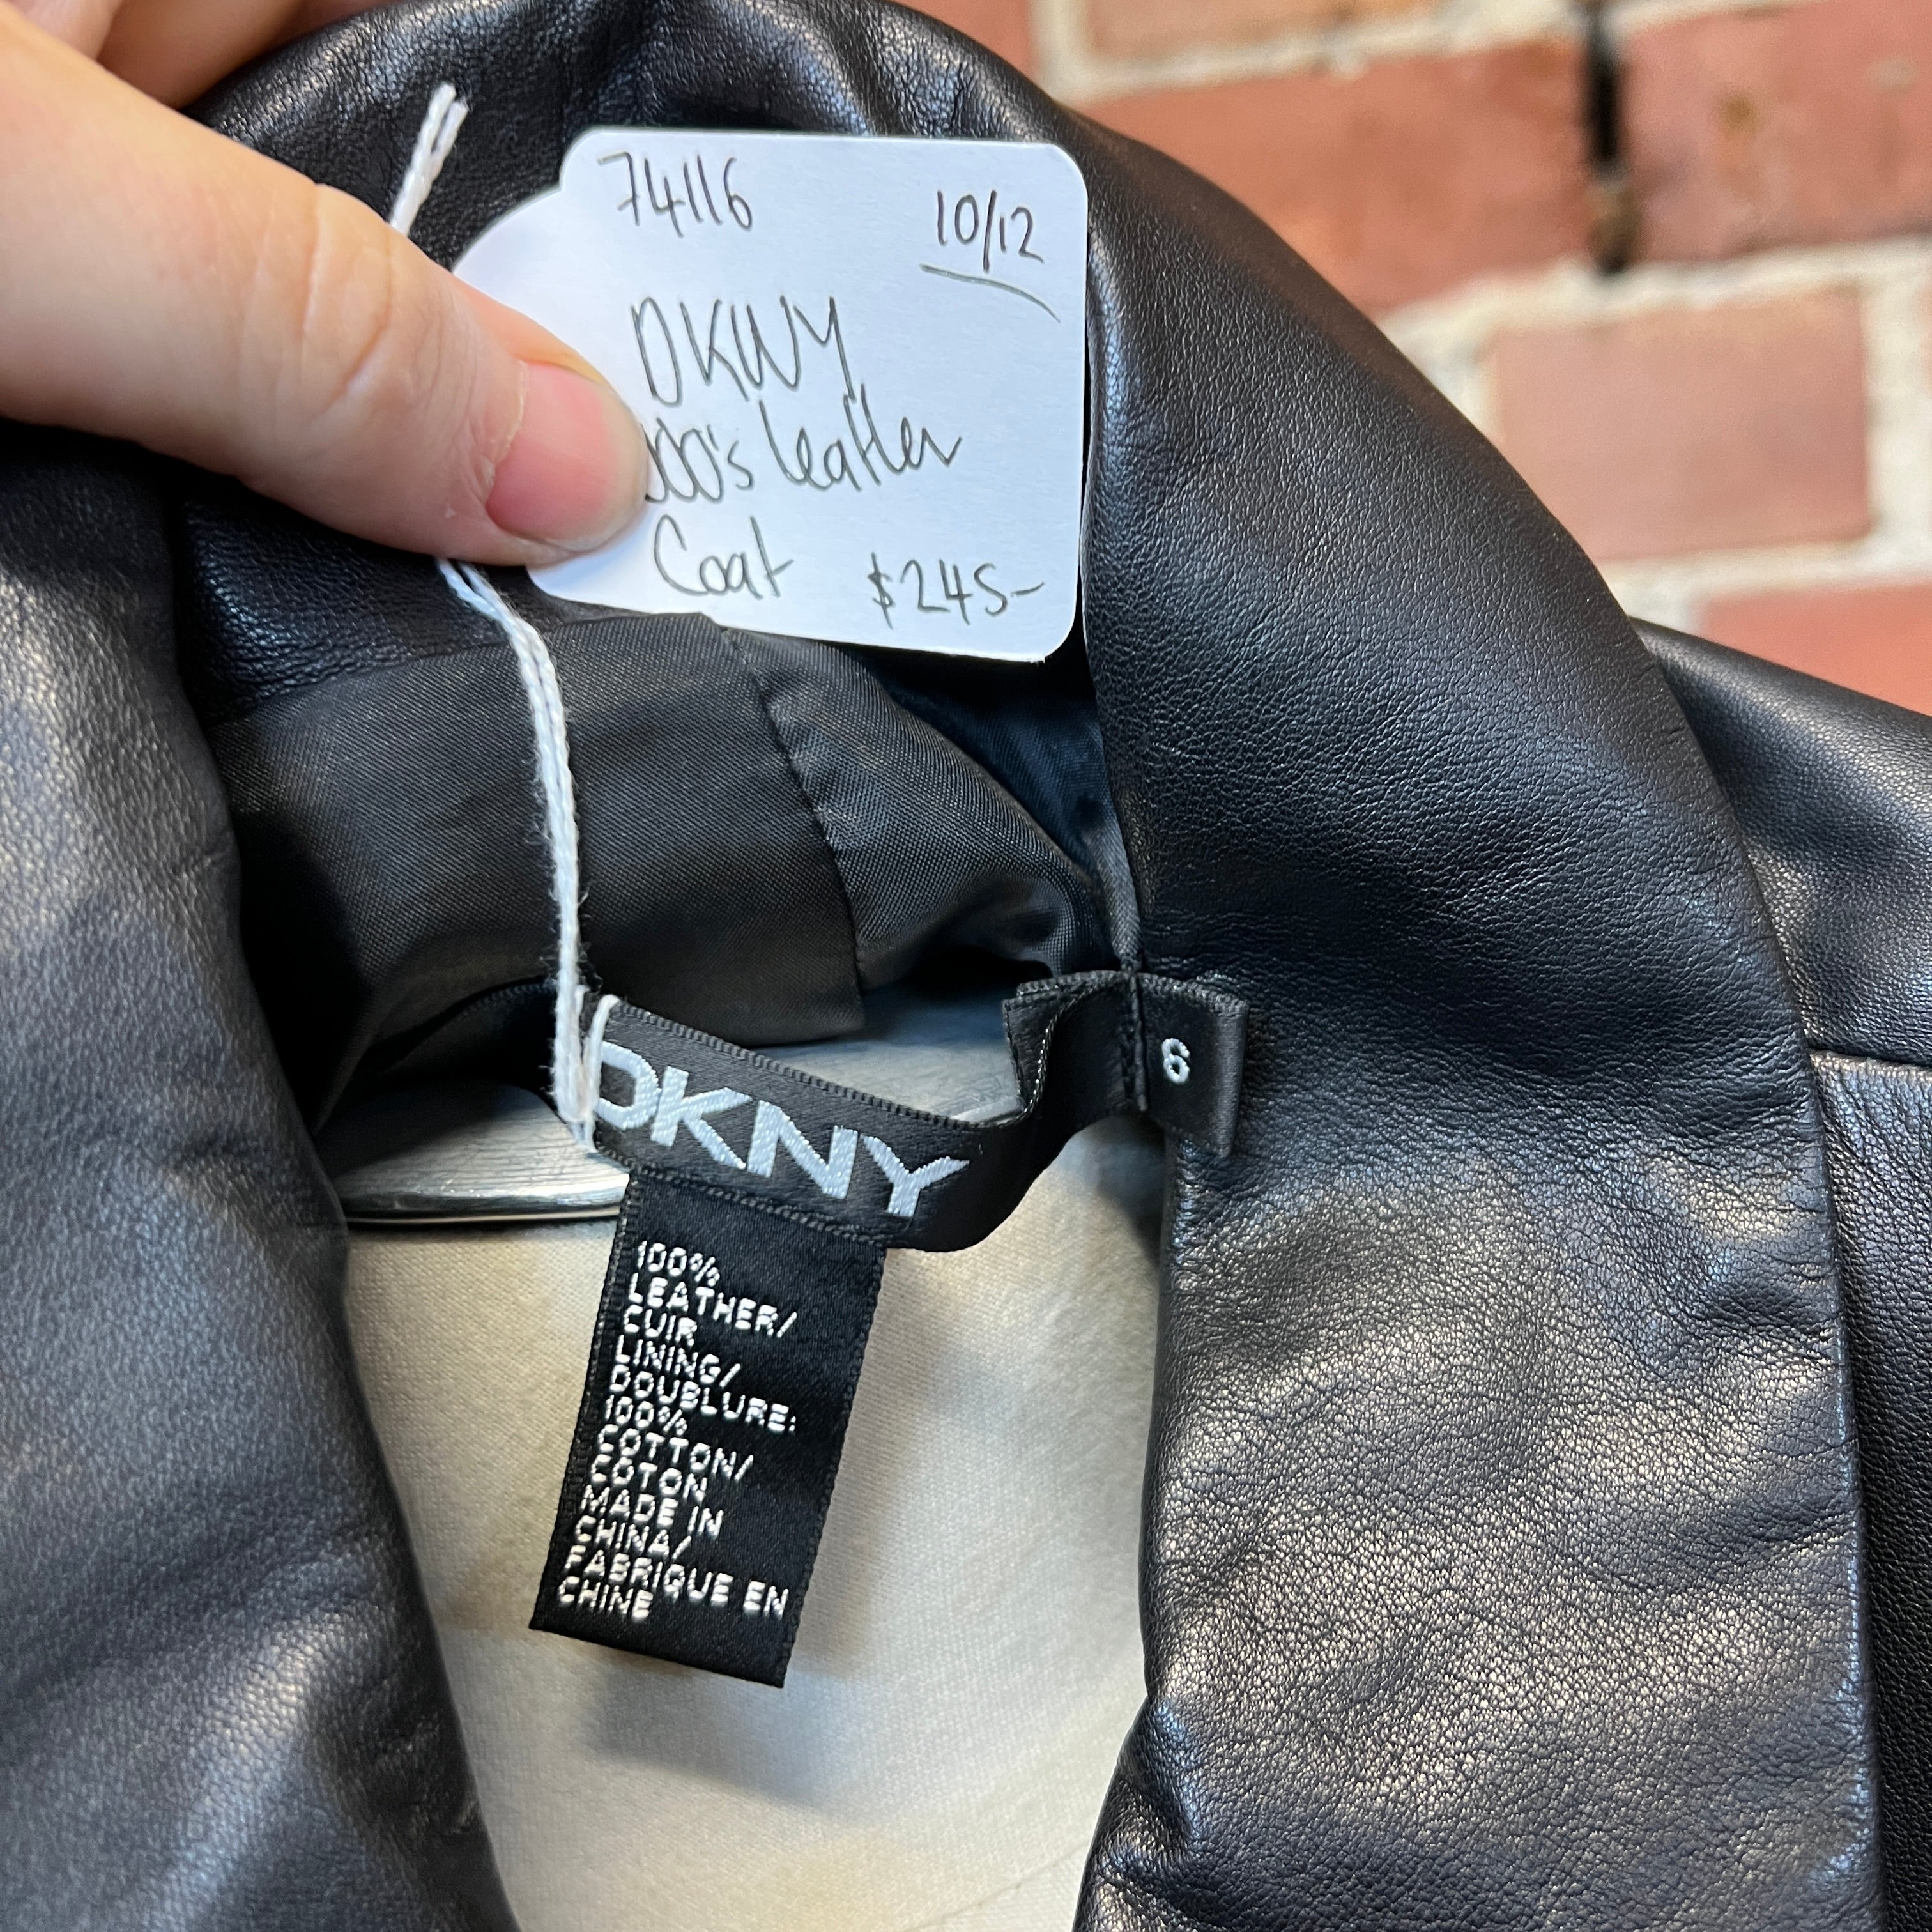 74116
10/12
DKNY
000's leather
Coat
$245-
DKNY
6
100%
LEATHER/
CUIR
LINING/
DOUBLURE:
100%
COTTON/
COTON
MADE IN
CHINA/
FABRIQUE EN
CHINE